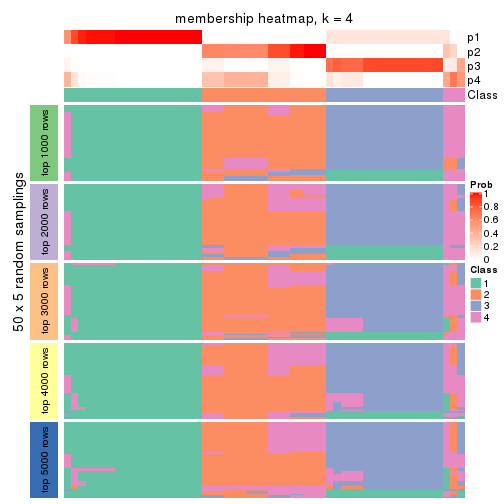 membership heatmap, k = 4
p1
p2
p3
p4
Class
50 x 5 random samplings
top 1000 rows
top 2000 rows
top 3000 rows
top 4000 rows
top 5000 rows
Prob
1
0.8
0.6
0.4
0.2
0
Class
1
2
3
4